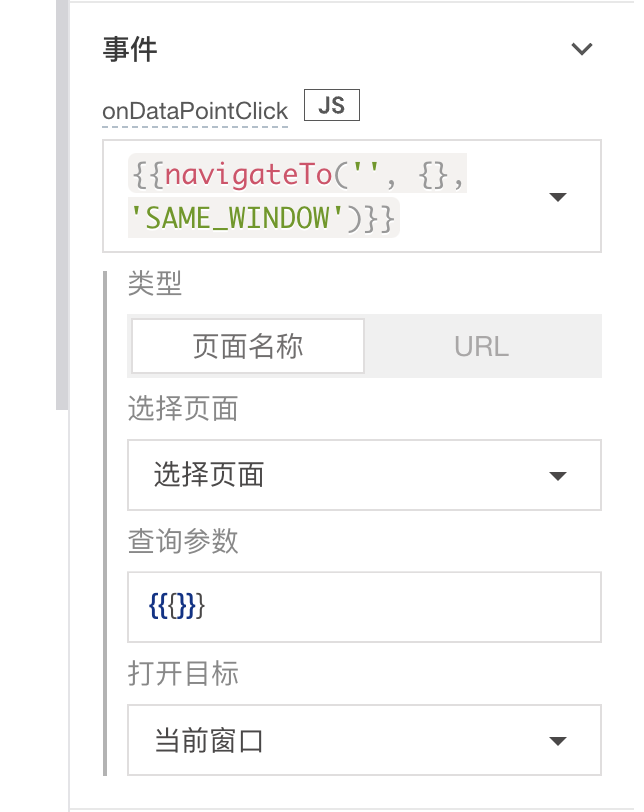 事件
onDataPointClick JS
{{navigateTo('', {},
'SAME_WINDOW')}}
类型
页面名称 URL
选择页面
选择页面
查询参数
{{{}}}
打开目标
当前窗口